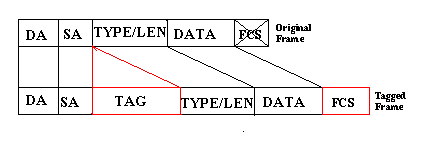 DA SA TYPE/LEN DATA FCS Original
Frame
DA SA TAG TYPE/LEN DATA FCS Tagged
Frame